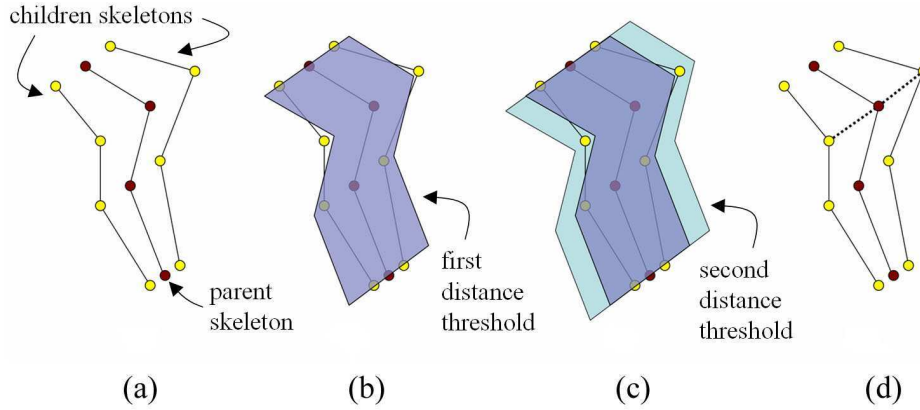 children skeletons
parent
skeleton
first
distance
threshold
second
distance
threshold
(a)
(b)
(c)
(d)